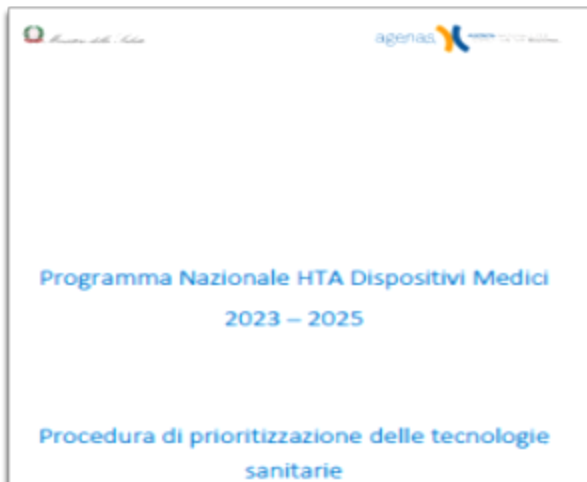 Ministero della Salute
agenas
Programma Nazionale HTA Dispositivi Medici
2023 – 2025
Procedura di prioritizzazione delle tecnologie
sanitarie